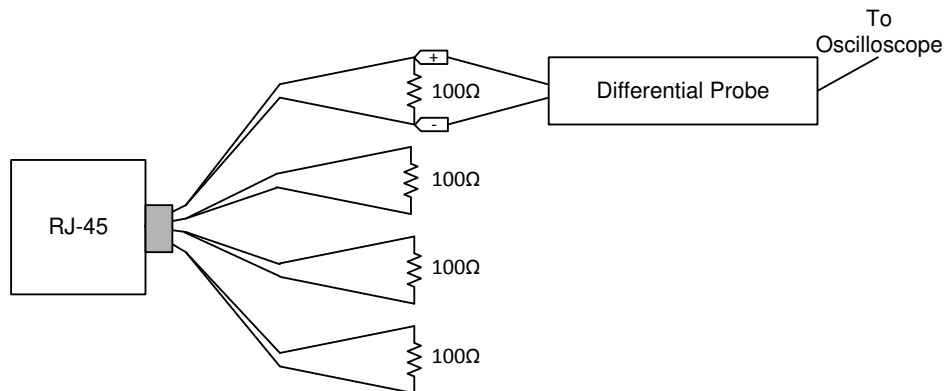 To
Oscilloscope
+
100Ω
Differential Probe
-
100Ω
RJ-45
100Ω
100Ω